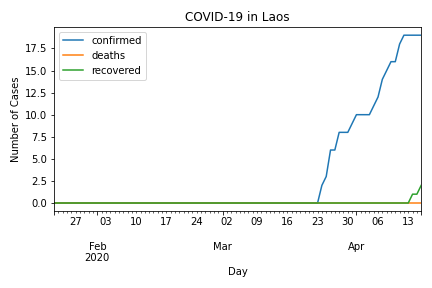 COVID-19 in Laos
confirmed
deaths
recovered
Number of Cases
17.5
15.0
12.5
10.0
7.5
5.0
2.5
0.0
27 03 10 17 24 02 09 16 23 30 06 13
Feb Mar Apr
2020
Day